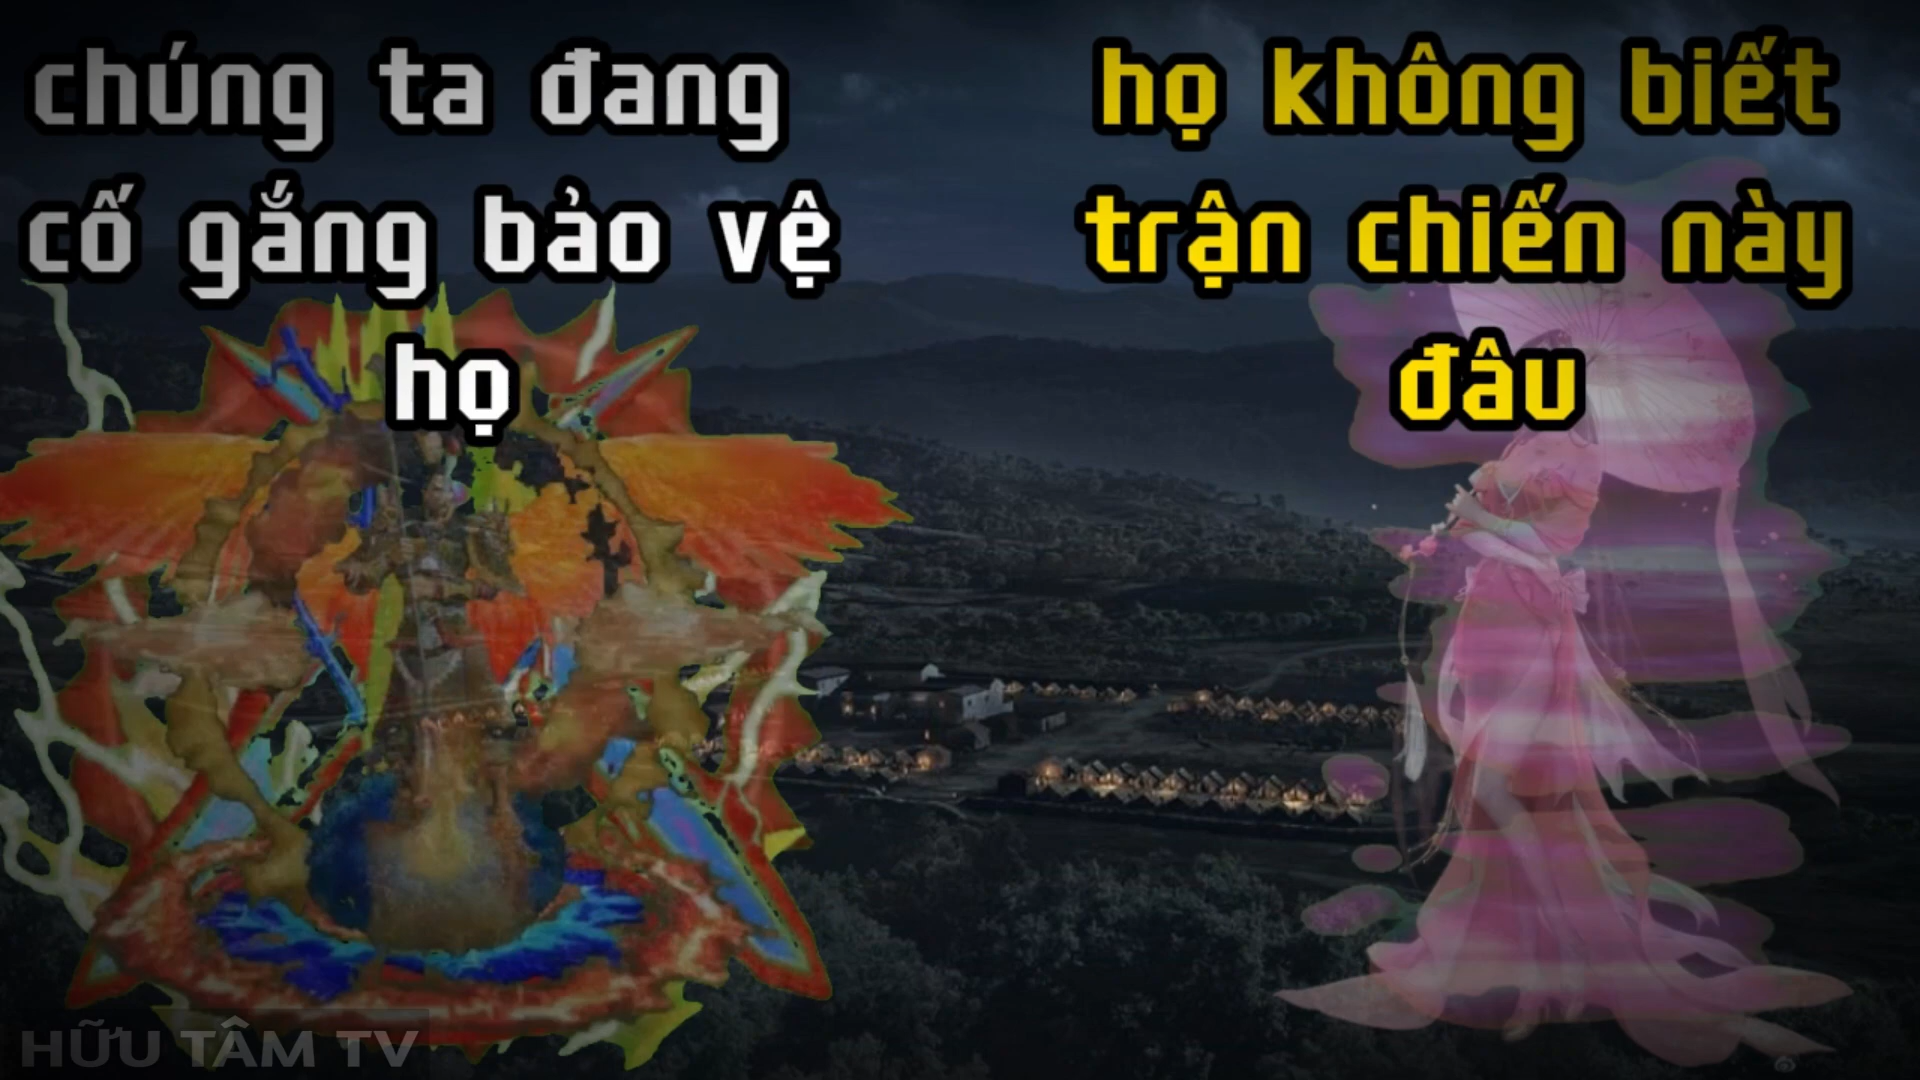 chúng ta đang
cố gắng bảo vệ
họ
họ không biết
trận chiến này
đâu
HỮU TÂM TV